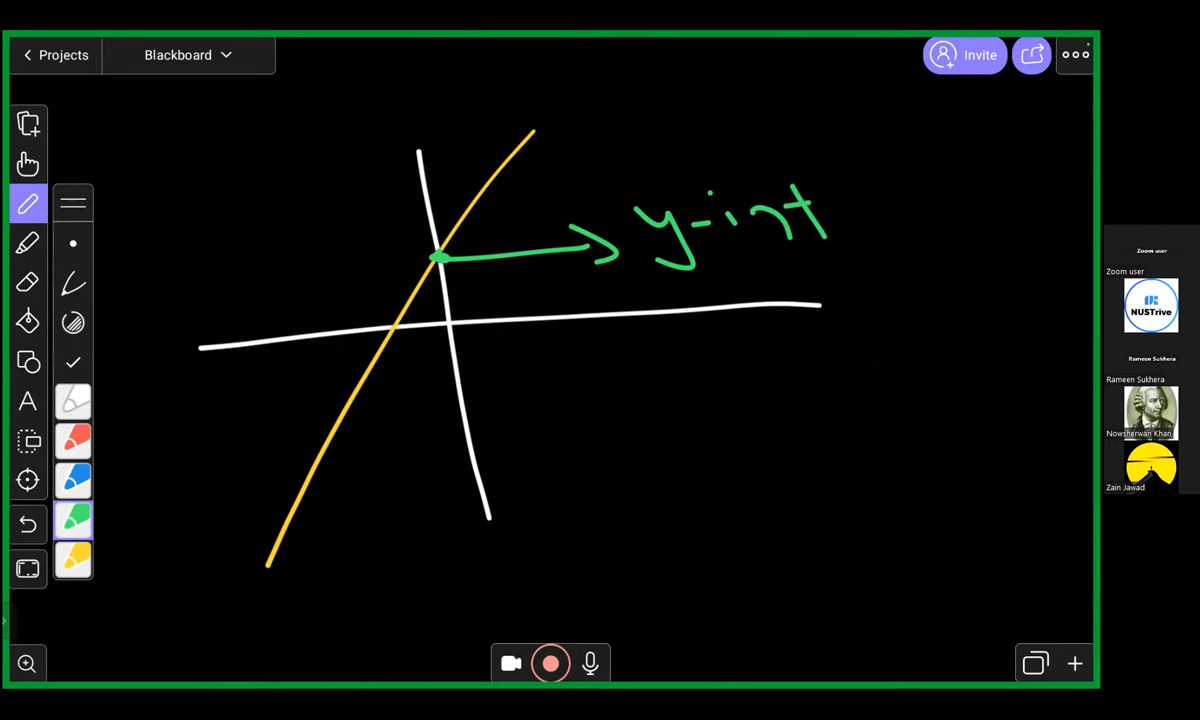 Projects
Blackboard
Invite
y-int
A
Zoom user
Zoom user
NUSTrive
Rameen Sukhera
Rameen Sukhera
Nowsherwan Khan
Zain Jawad